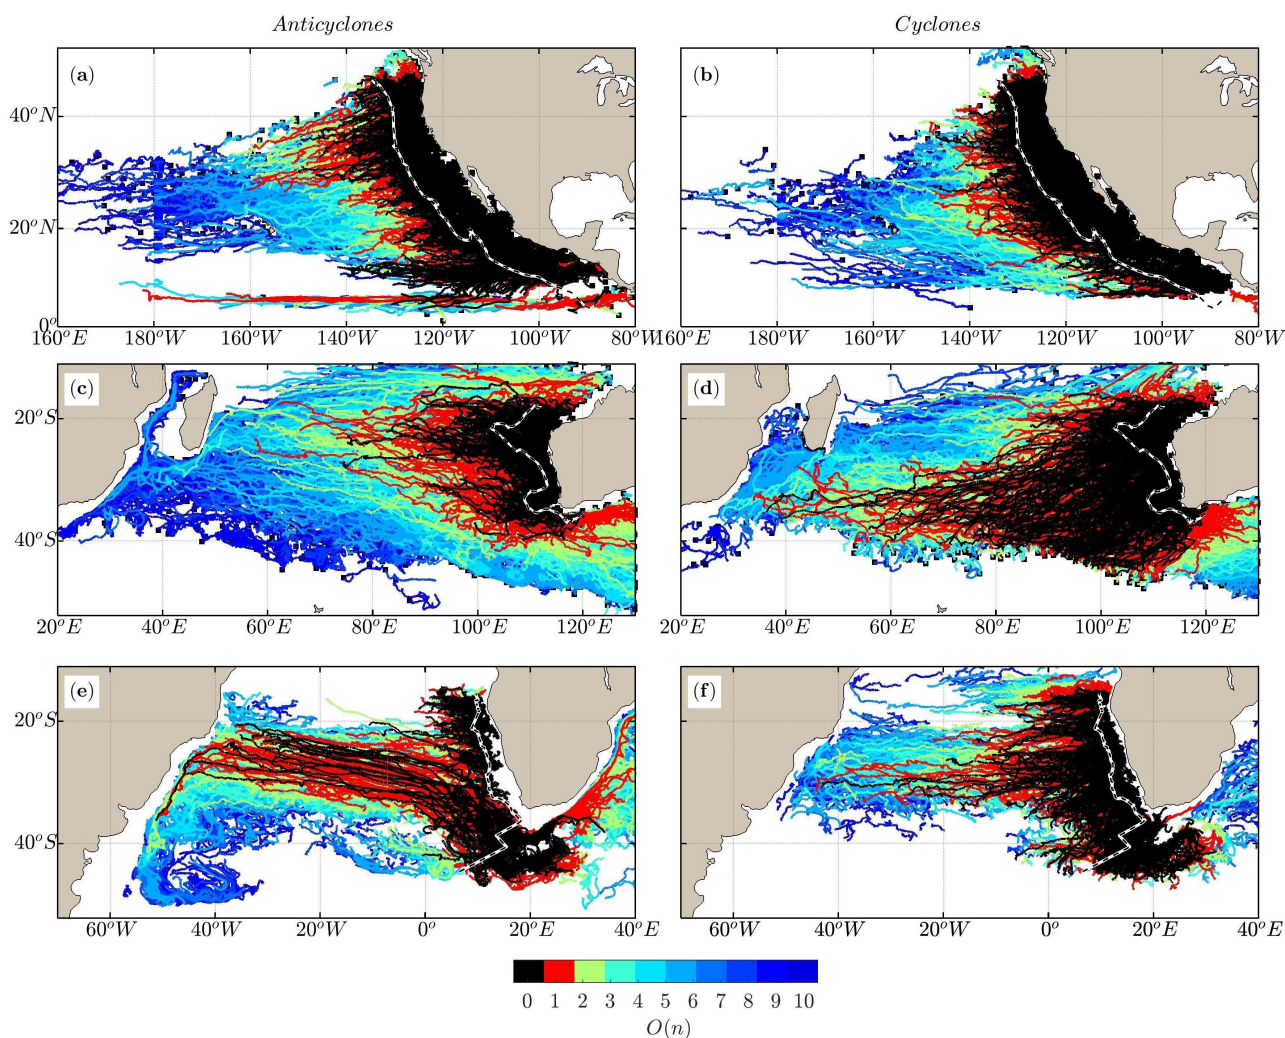 Anticyclones Cyclones
(a) (b)
40°N
20°N
0°
160°E 180°W 160°W 140°W 120°W 100°W 80°W 160°E 180°W 160°W 140°W 120°W 100°W 80°W
(c) (d)
20°S
40°S
20°E 40°E 60°E 80°E 100°E 120°E 20°E 40°E 60°E 80°E 100°E 120°E
(e) (f)
20°S
40°S
60°W 40°W 20°W 0° 20°E 40°E 60°W 40°W 20°W 0° 20°E 40°E
0 1 2 3 4 5 6 7 8 9 10
O(n)